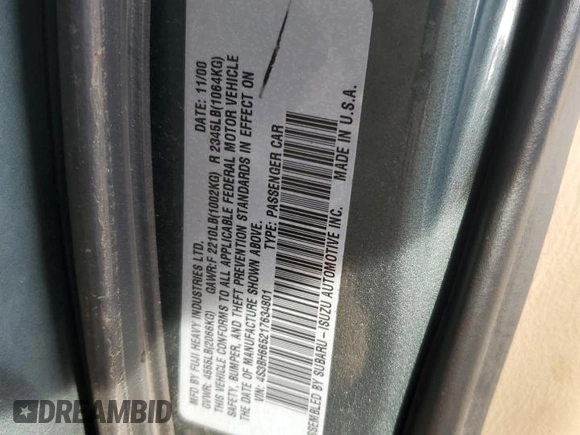 MFD BY FUJI HEAVY INDUSTRIES LTD. DATE: 11/00
GVWR: 4555LB(2066KG) GAWR:F 2210LB(1002KG) R 2345LB(1064KG)
THIS VEHICLE CONFORMS TO ALL APPLICABLE FEDERAL MOTOR VEHICLE
SAFETY, BUMPER, AND THEFT PREVENTION STANDARDS IN EFFECT ON
THE DATE OF MANUFACTURE SHOWN ABOVE.
VIN: 4S3BH665217634801 TYPE: PASSENGER CAR
ASSEMBLED BY SUBARU-ISUZU AUTOMOTIVE INC. MADE IN U.S.A.
DREAMBID